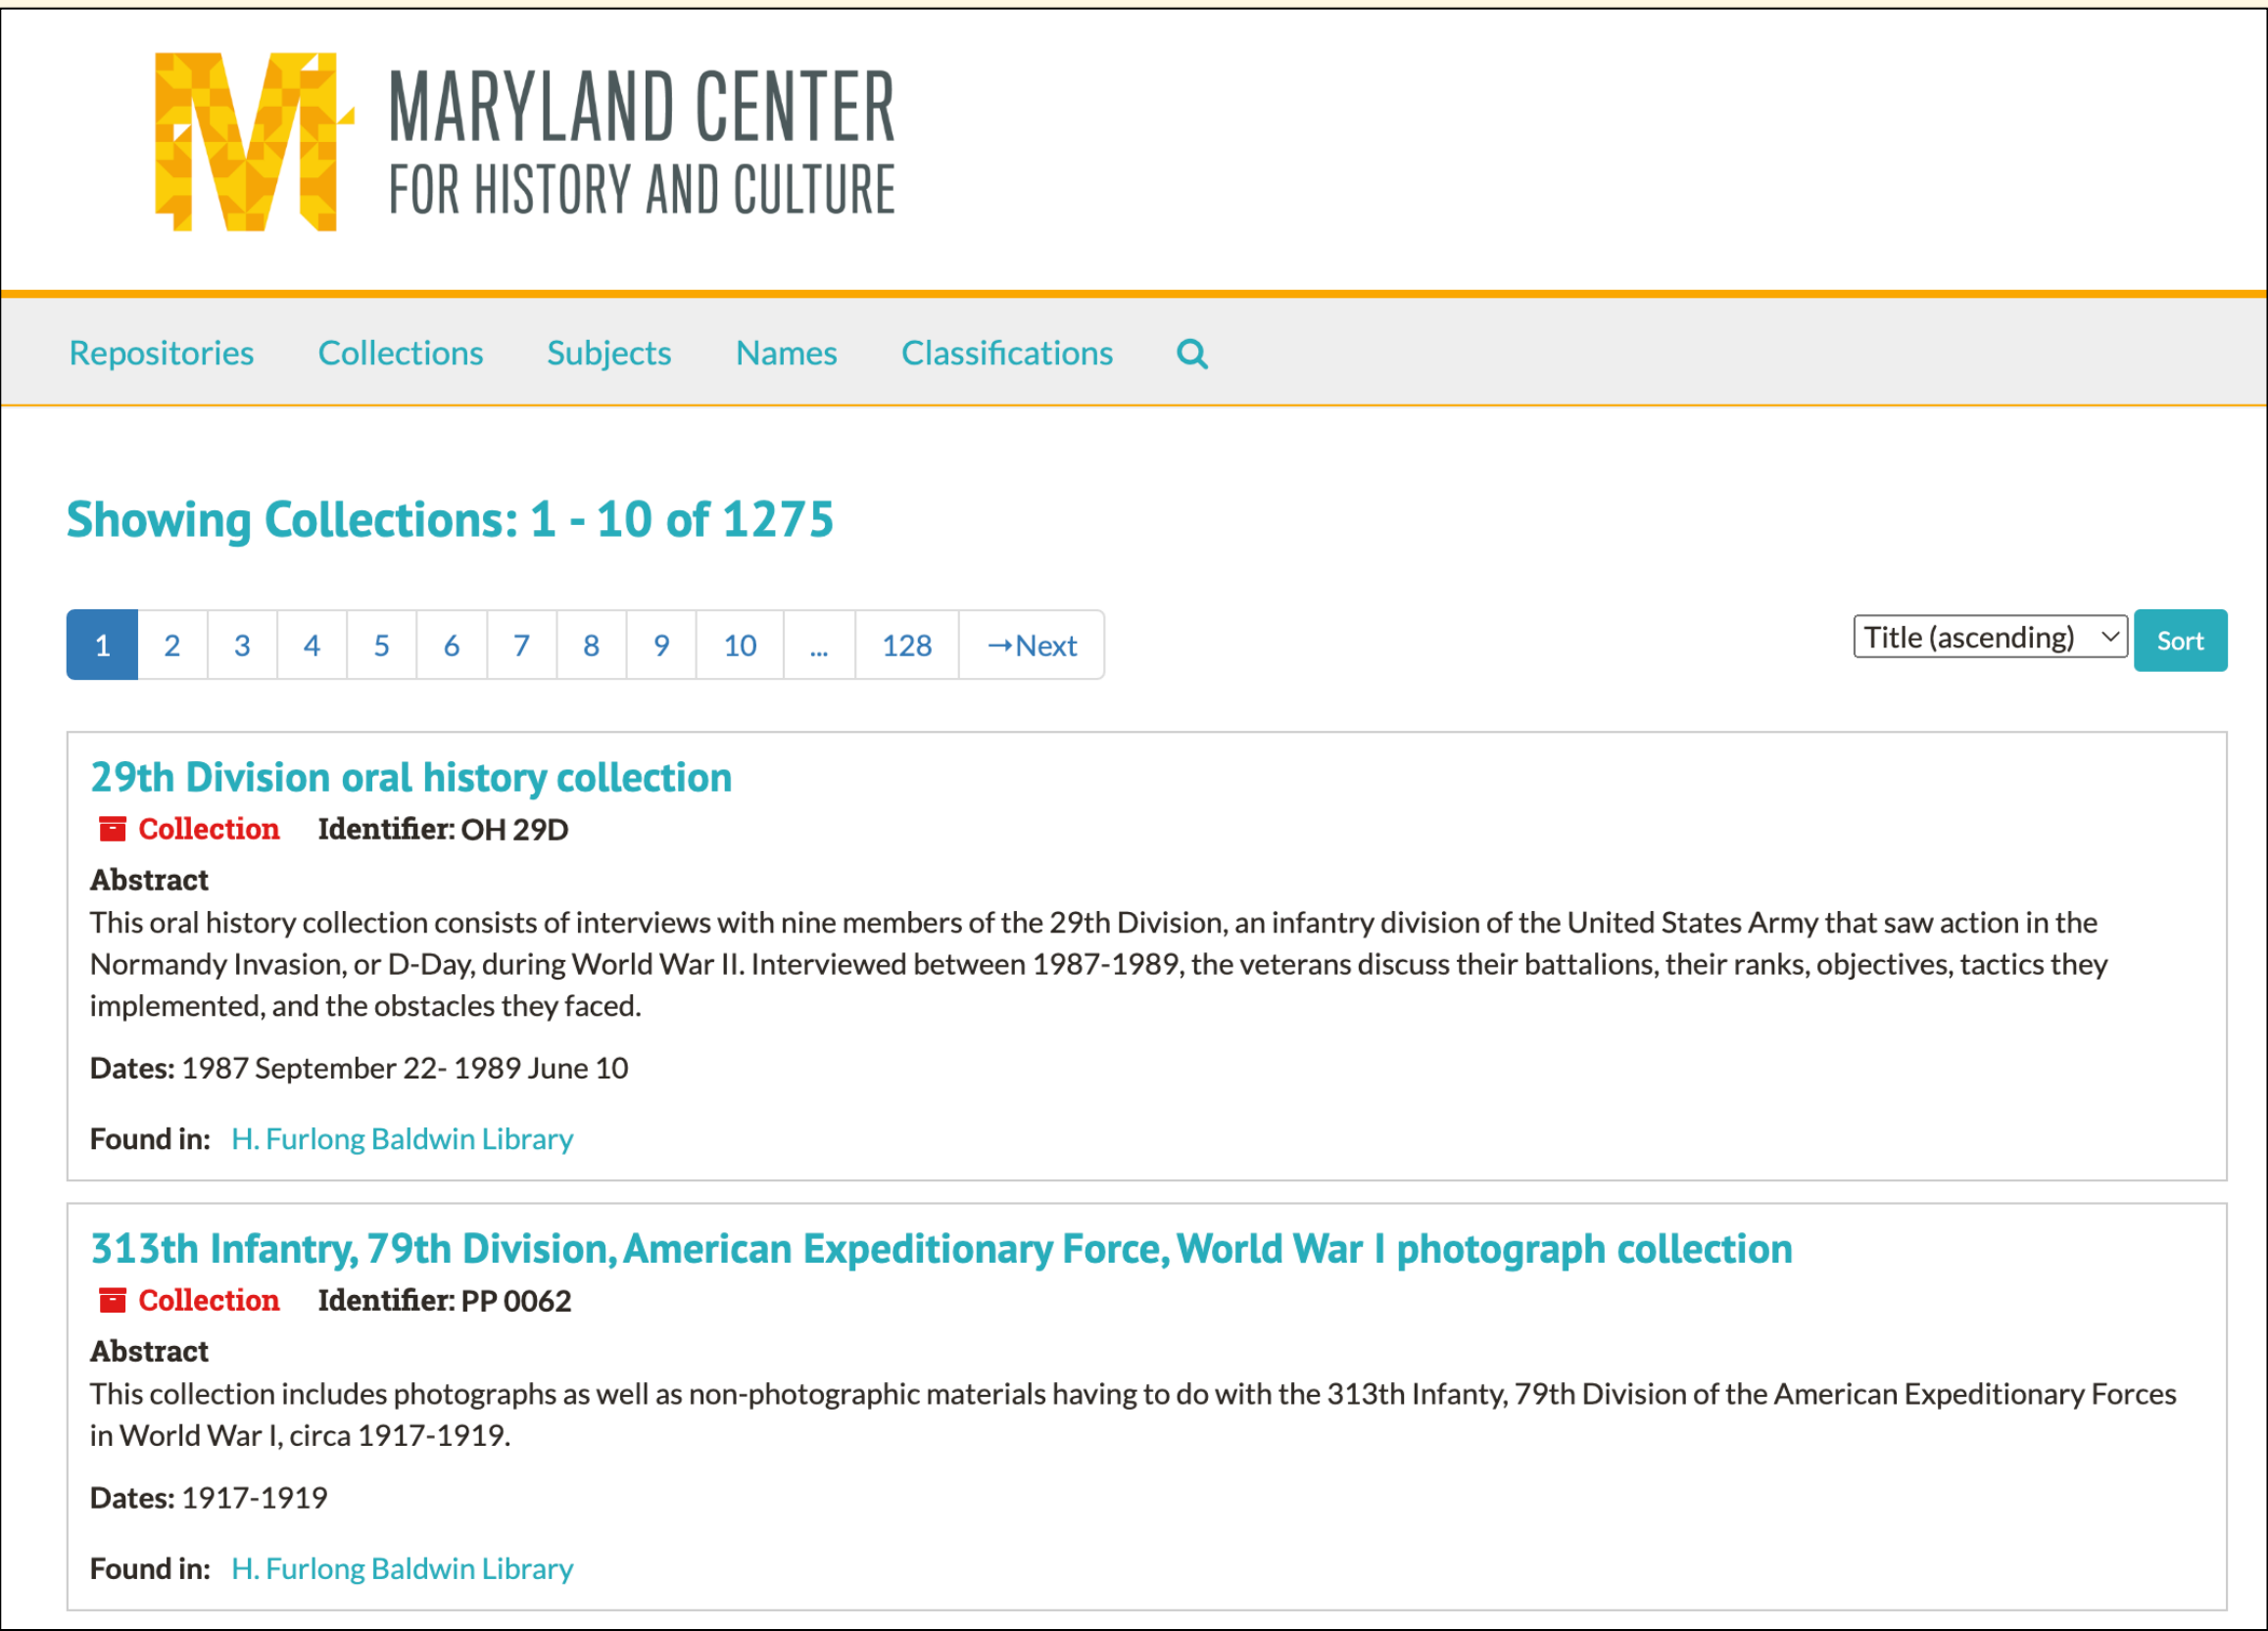 MARYLAND CENTER
FOR HISTORY AND CULTURE
Repositories Collections Subjects Names Classifications
Showing Collections: 1 - 10 of 1275
1 2 3 4 5 6 7 8 9 10 ... 128 →Next
Title (ascending) Sort
29th Division oral history collection
Collection Identifier: OH 29D
Abstract
This oral history collection consists of interviews with nine members of the 29th Division, an infantry division of the United States Army that saw action in the
Normandy Invasion, or D-Day, during World War II. Interviewed between 1987-1989, the veterans discuss their battalions, their ranks, objectives, tactics they
implemented, and the obstacles they faced.
Dates: 1987 September 22- 1989 June 10
Found in: H. Furlong Baldwin Library
313th Infantry, 79th Division, American Expeditionary Force, World War I photograph collection
Collection Identifier: PP 0062
Abstract
This collection includes photographs as well as non-photographic materials having to do with the 313th Infanty, 79th Division of the American Expeditionary Forces
in World War I, circa 1917-1919.
Dates: 1917-1919
Found in: H. Furlong Baldwin Library